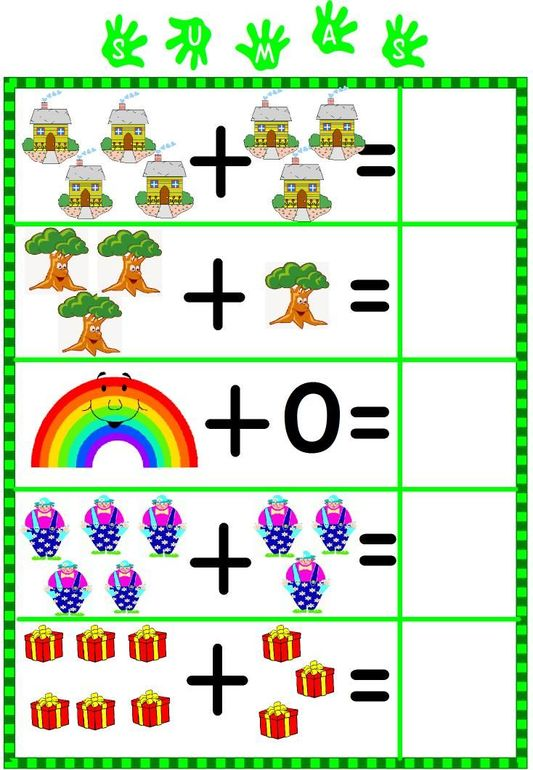 SUMAS
+ =
+ =
+ 0 =
+ =
+ =